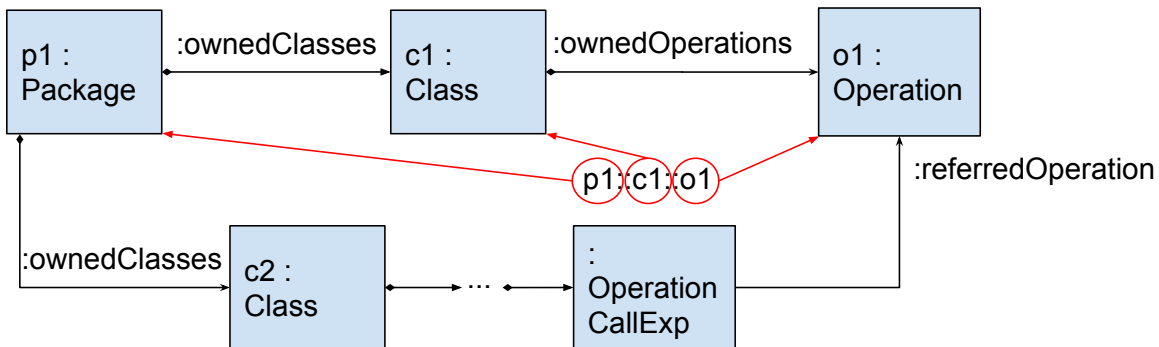 p1 :
Package
:ownedClasses
c1 :
Class
:ownedOperations
o1 :
Operation
p1::c1::o1
:referredOperation
:ownedClasses
c2 :
Class
...
:
Operation
CallExp